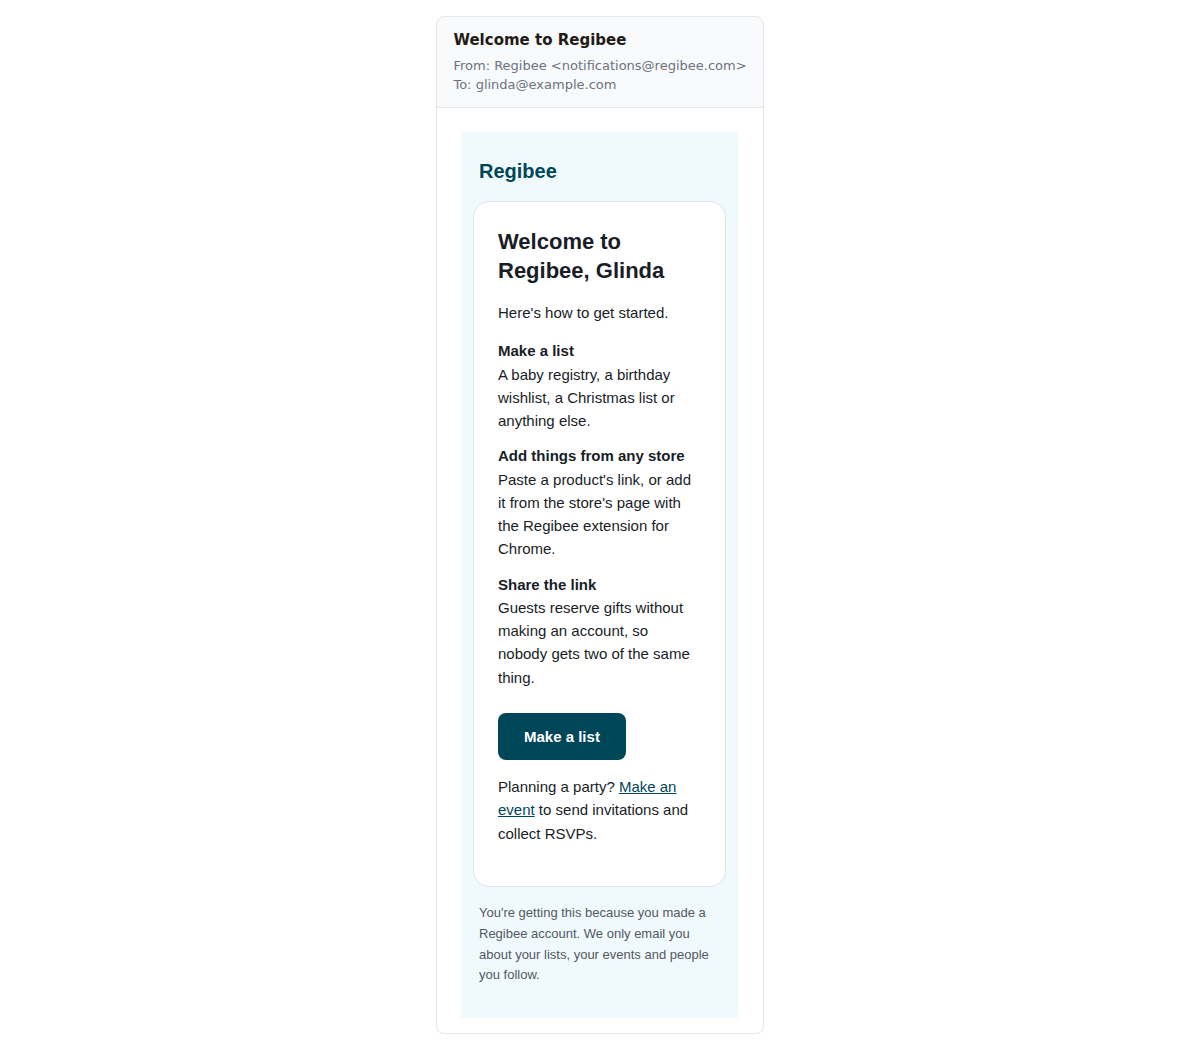 Welcome to Regibee
From: Regibee <notifications@regibee.com>
To: glinda@example.com
Regibee
Welcome to
Regibee, Glinda
Here's how to get started.
Make a list
A baby registry, a birthday
wishlist, a Christmas list or
anything else.
Add things from any store
Paste a product's link, or add
it from the store's page with
the Regibee extension for
Chrome.
Share the link
Guests reserve gifts without
making an account, so
nobody gets two of the same
thing.
Make a list
Planning a party? Make an
event to send invitations and
collect RSVPs.
You're getting this because you made a
Regibee account. We only email you
about your lists, your events and people
you follow.